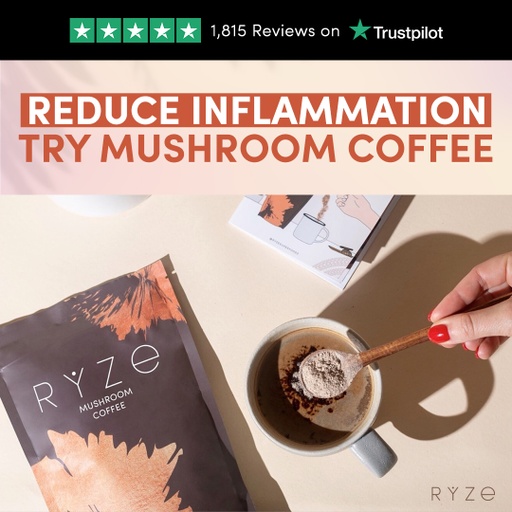 1,815 Reviews on Trustpilot
REDUCE INFLAMMATION
TRY MUSHROOM COFFEE
RYZE
MUSHROOM
COFFEE
RYZE